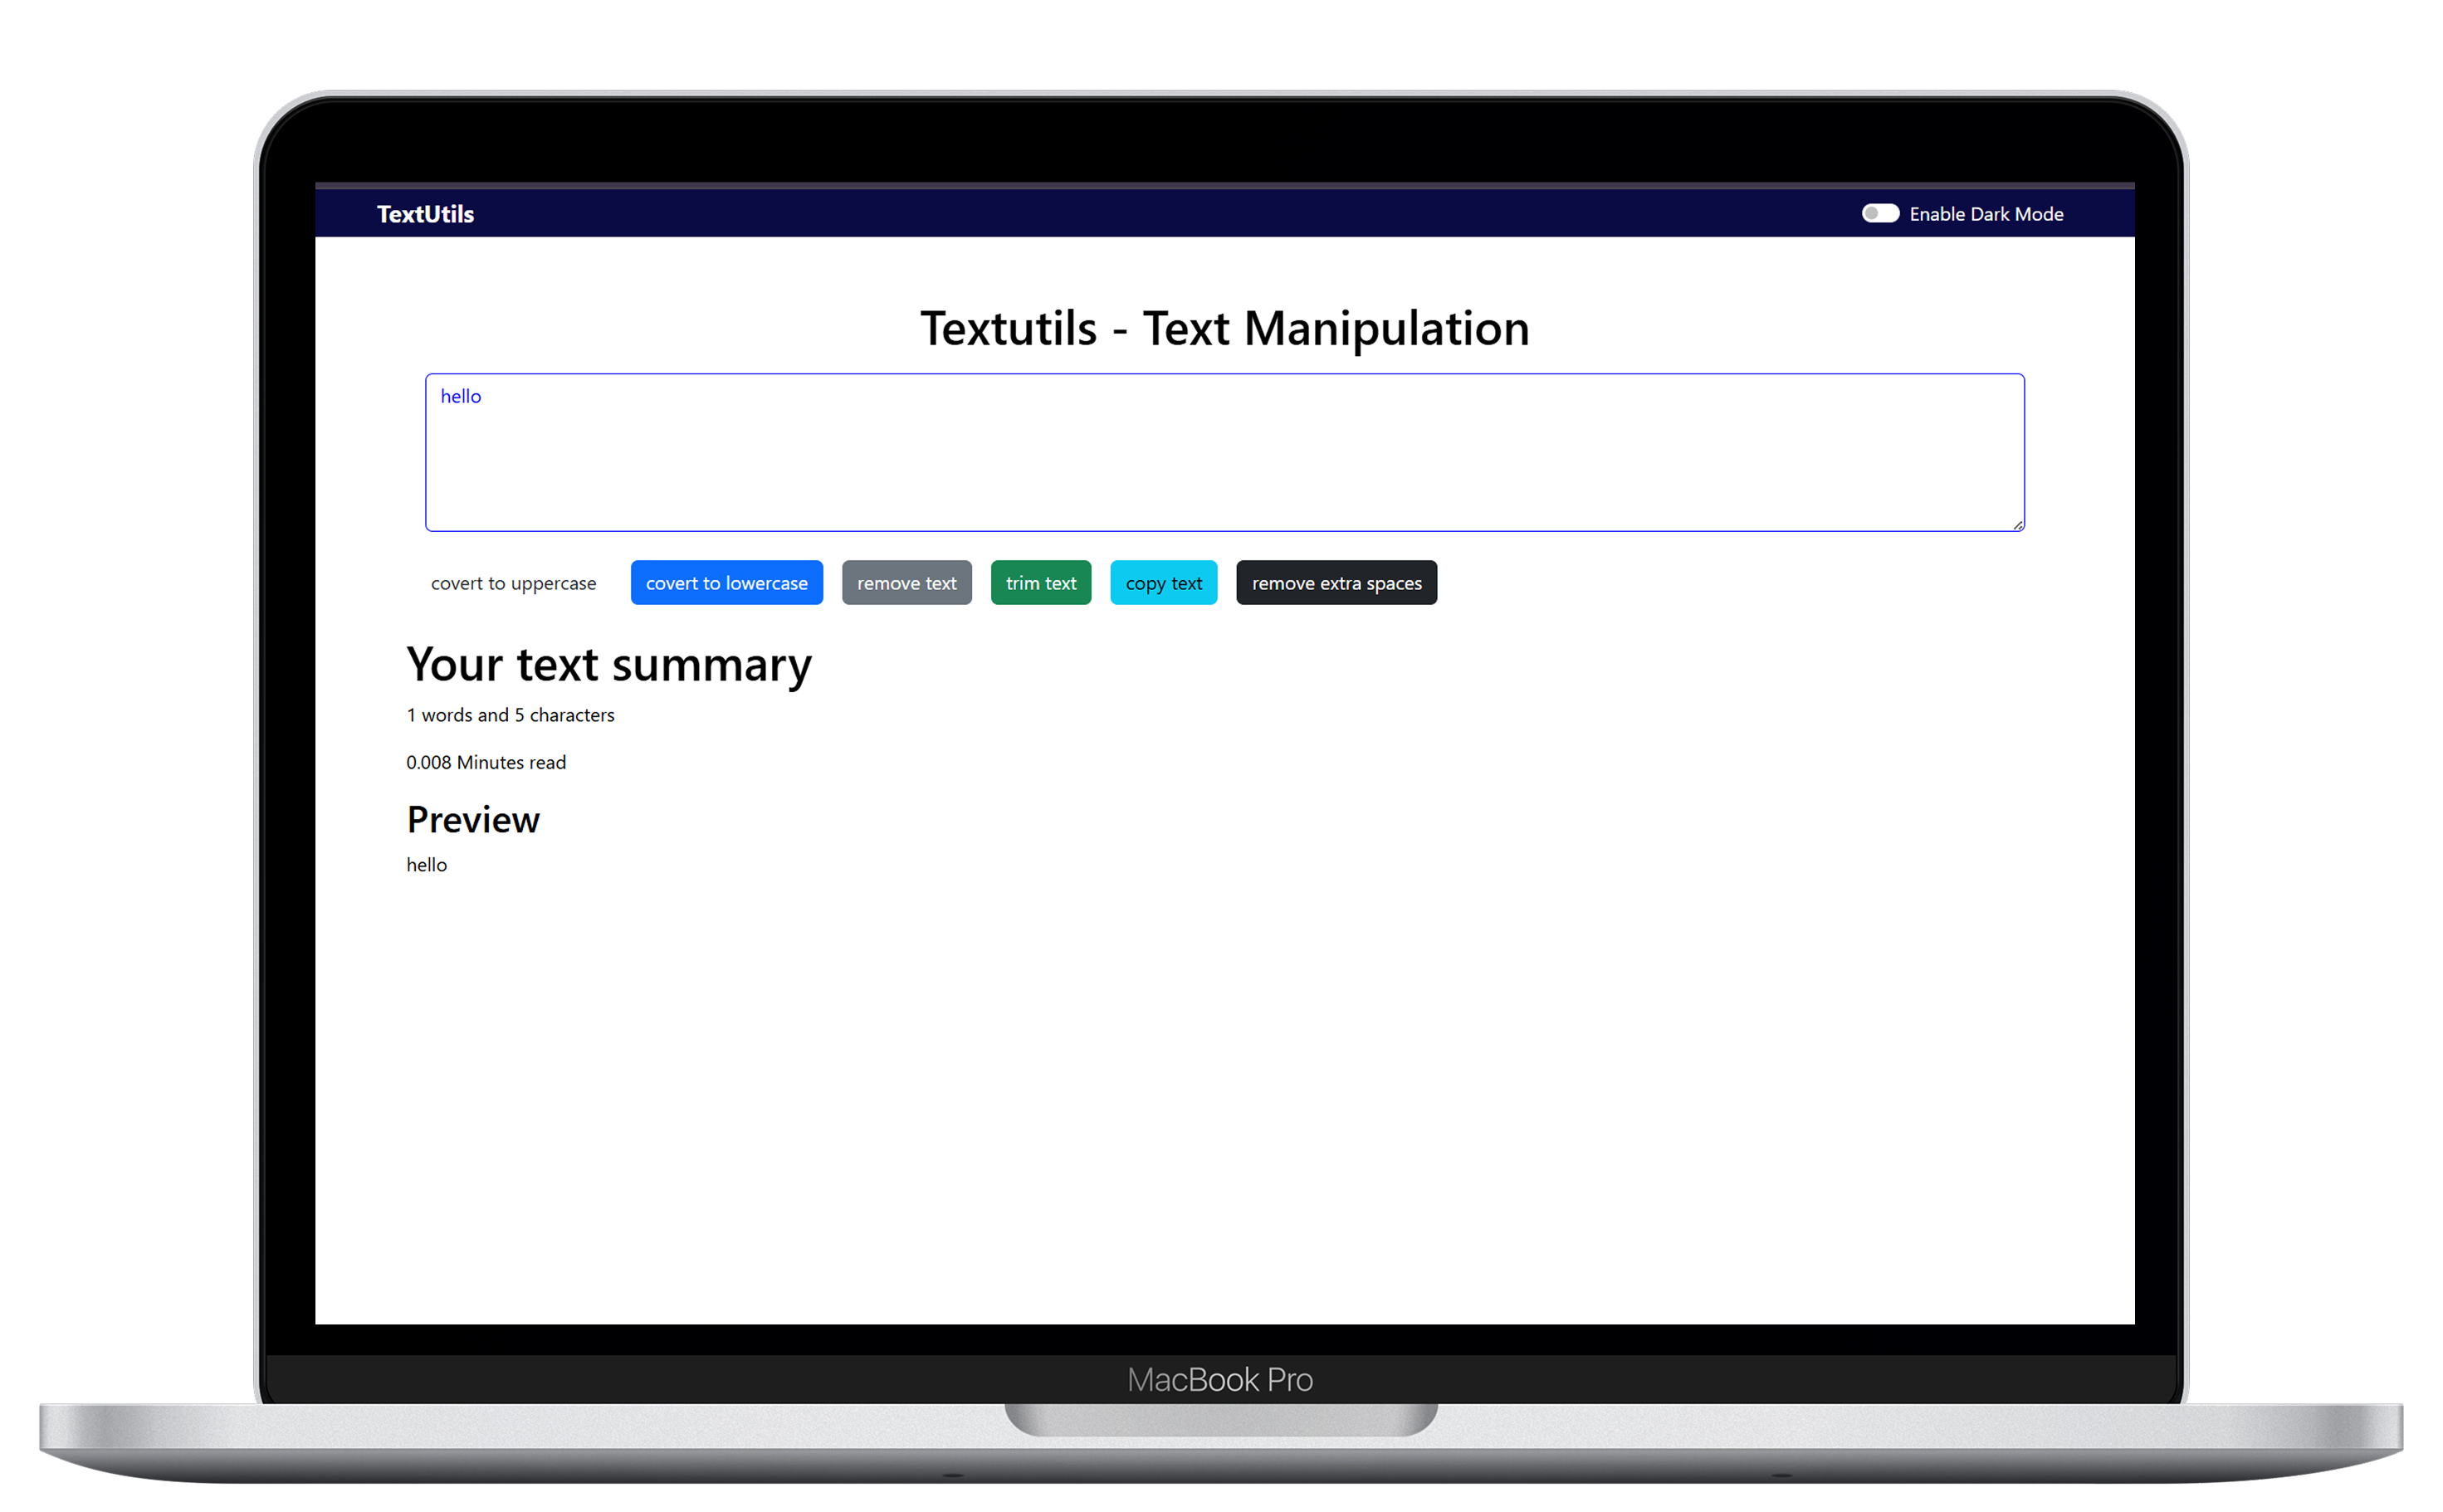 TextUtils
Enable Dark Mode
Textutils - Text Manipulation
hello
covert to uppercase covert to lowercase remove text trim text copy text remove extra spaces
Your text summary
1 words and 5 characters
0.008 Minutes read
Preview
hello
MacBook Pro